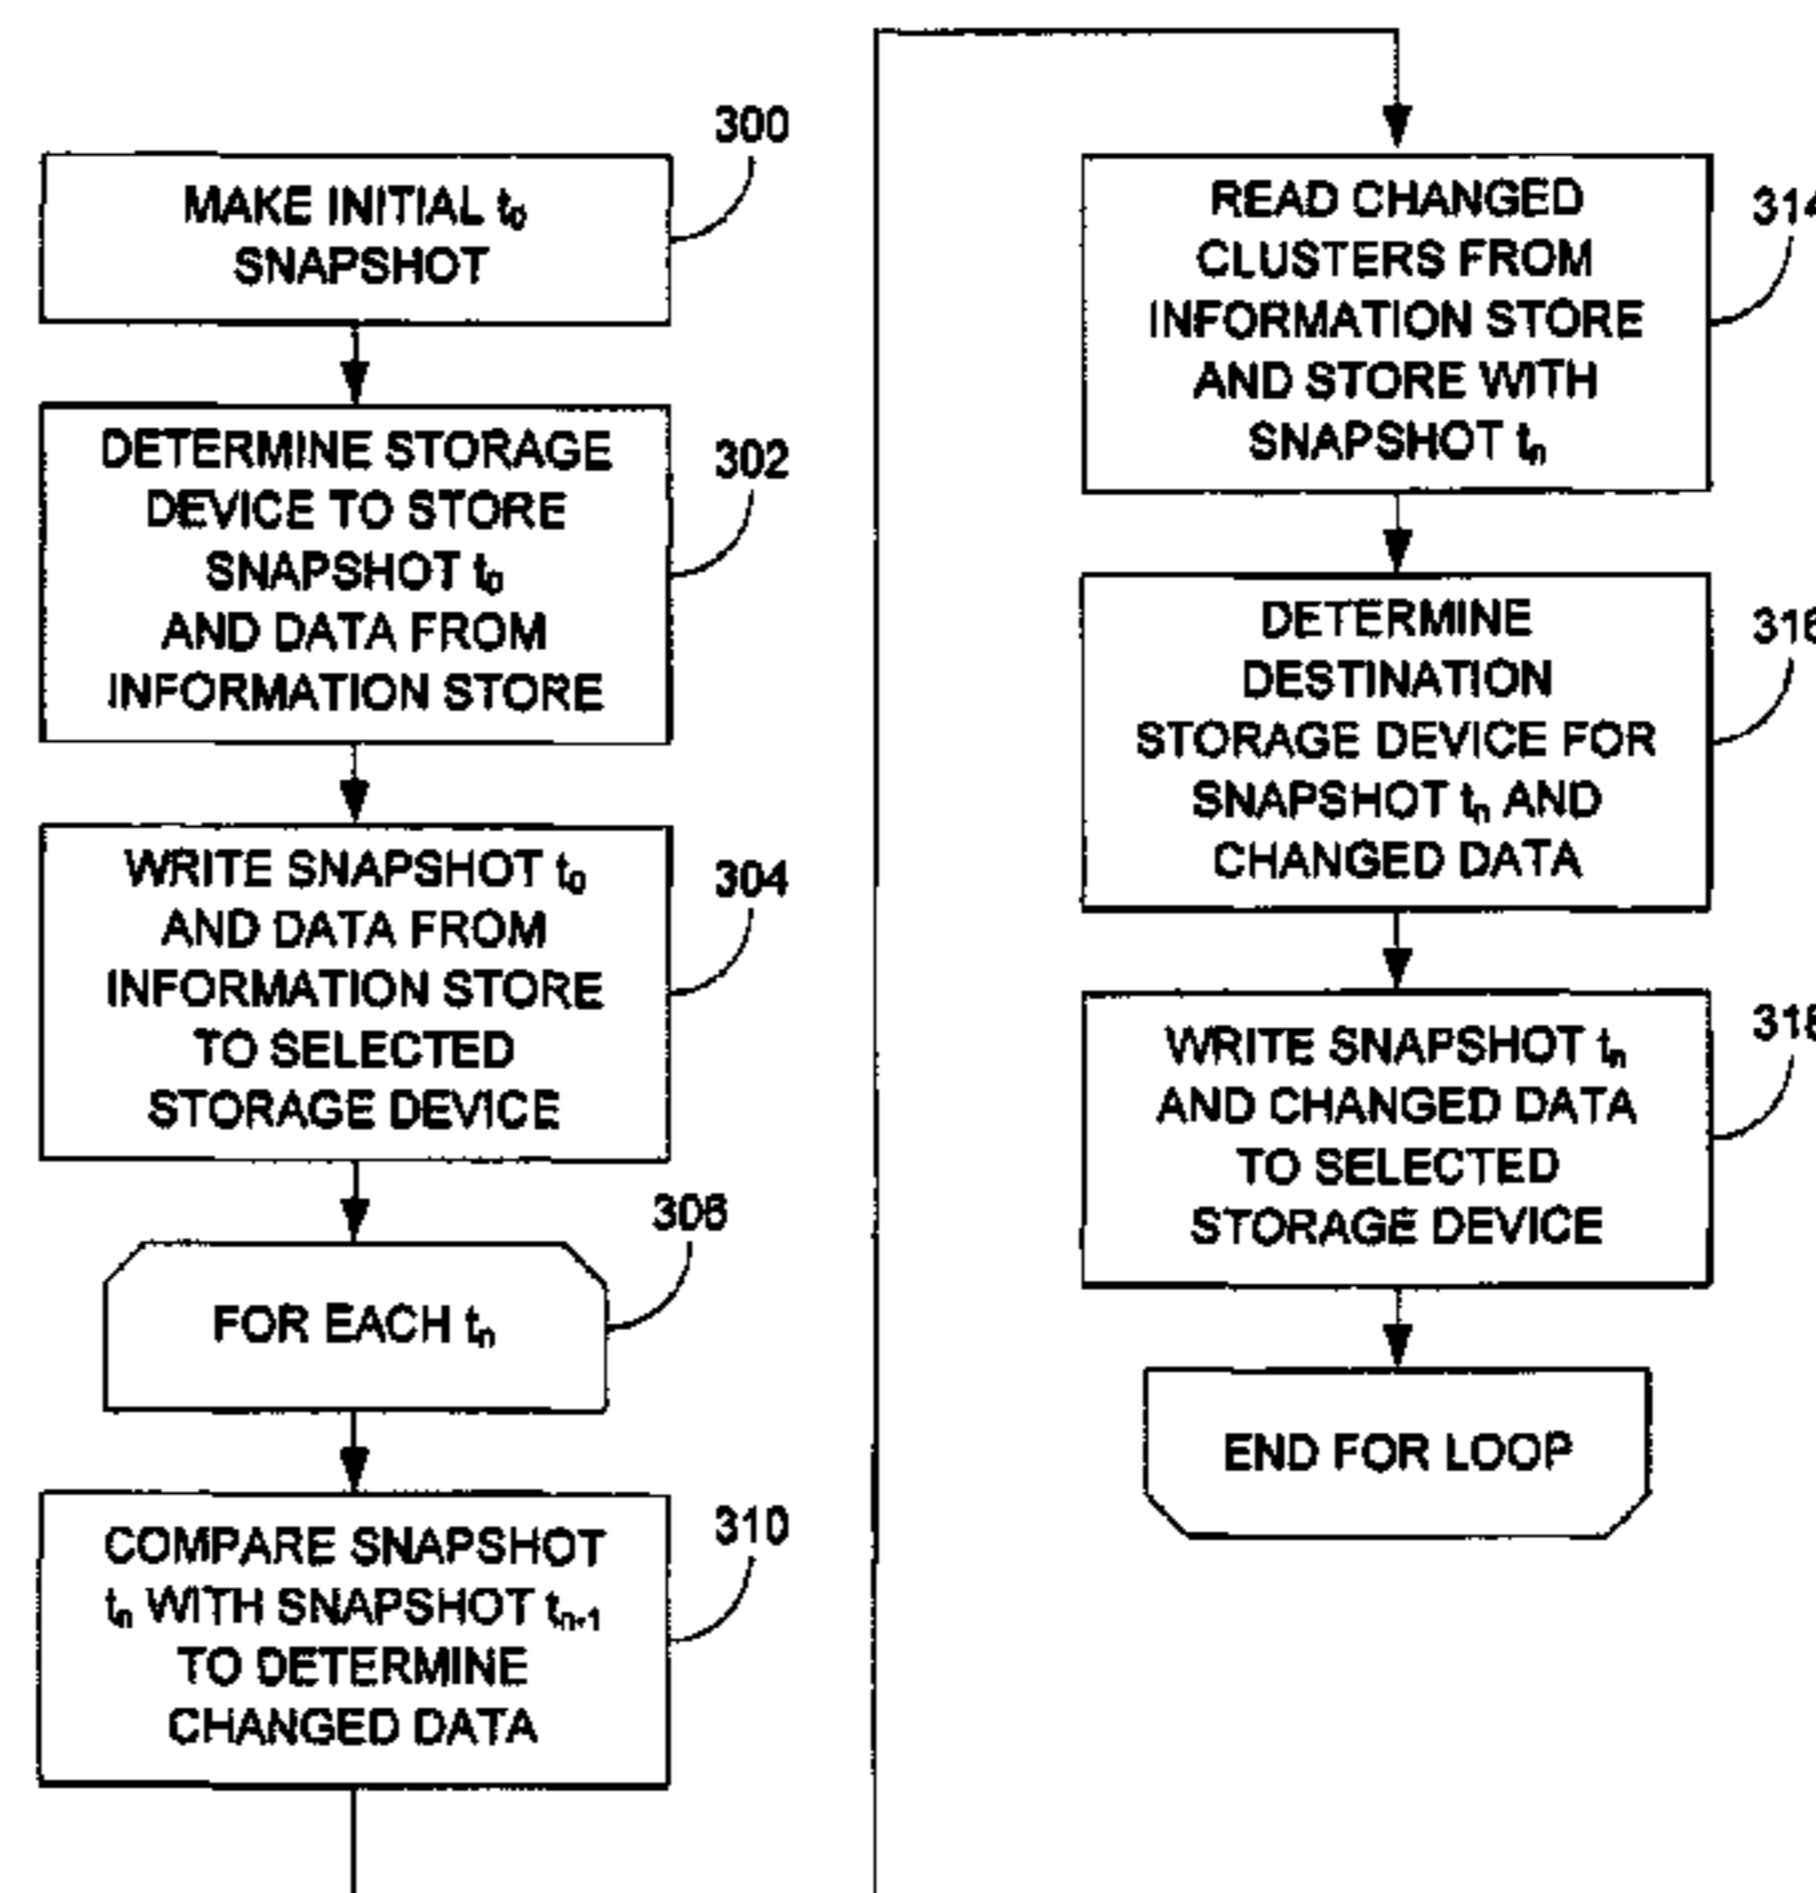 300
MAKE INITIAL t0
SNAPSHOT
DETERMINE STORAGE
DEVICE TO STORE
SNAPSHOT t0
AND DATA FROM
INFORMATION STORE
302
WRITE SNAPSHOT t0
AND DATA FROM
INFORMATION STORE
TO SELECTED
STORAGE DEVICE
304
306
FOR EACH tn
COMPARE SNAPSHOT
tn WITH SNAPSHOT tn-1
TO DETERMINE
CHANGED DATA
310
READ CHANGED
CLUSTERS FROM
INFORMATION STORE
AND STORE WITH
SNAPSHOT tn
314
DETERMINE
DESTINATION
STORAGE DEVICE FOR
SNAPSHOT tn AND
CHANGED DATA
316
WRITE SNAPSHOT tn
AND CHANGED DATA
TO SELECTED
STORAGE DEVICE
318
END FOR LOOP